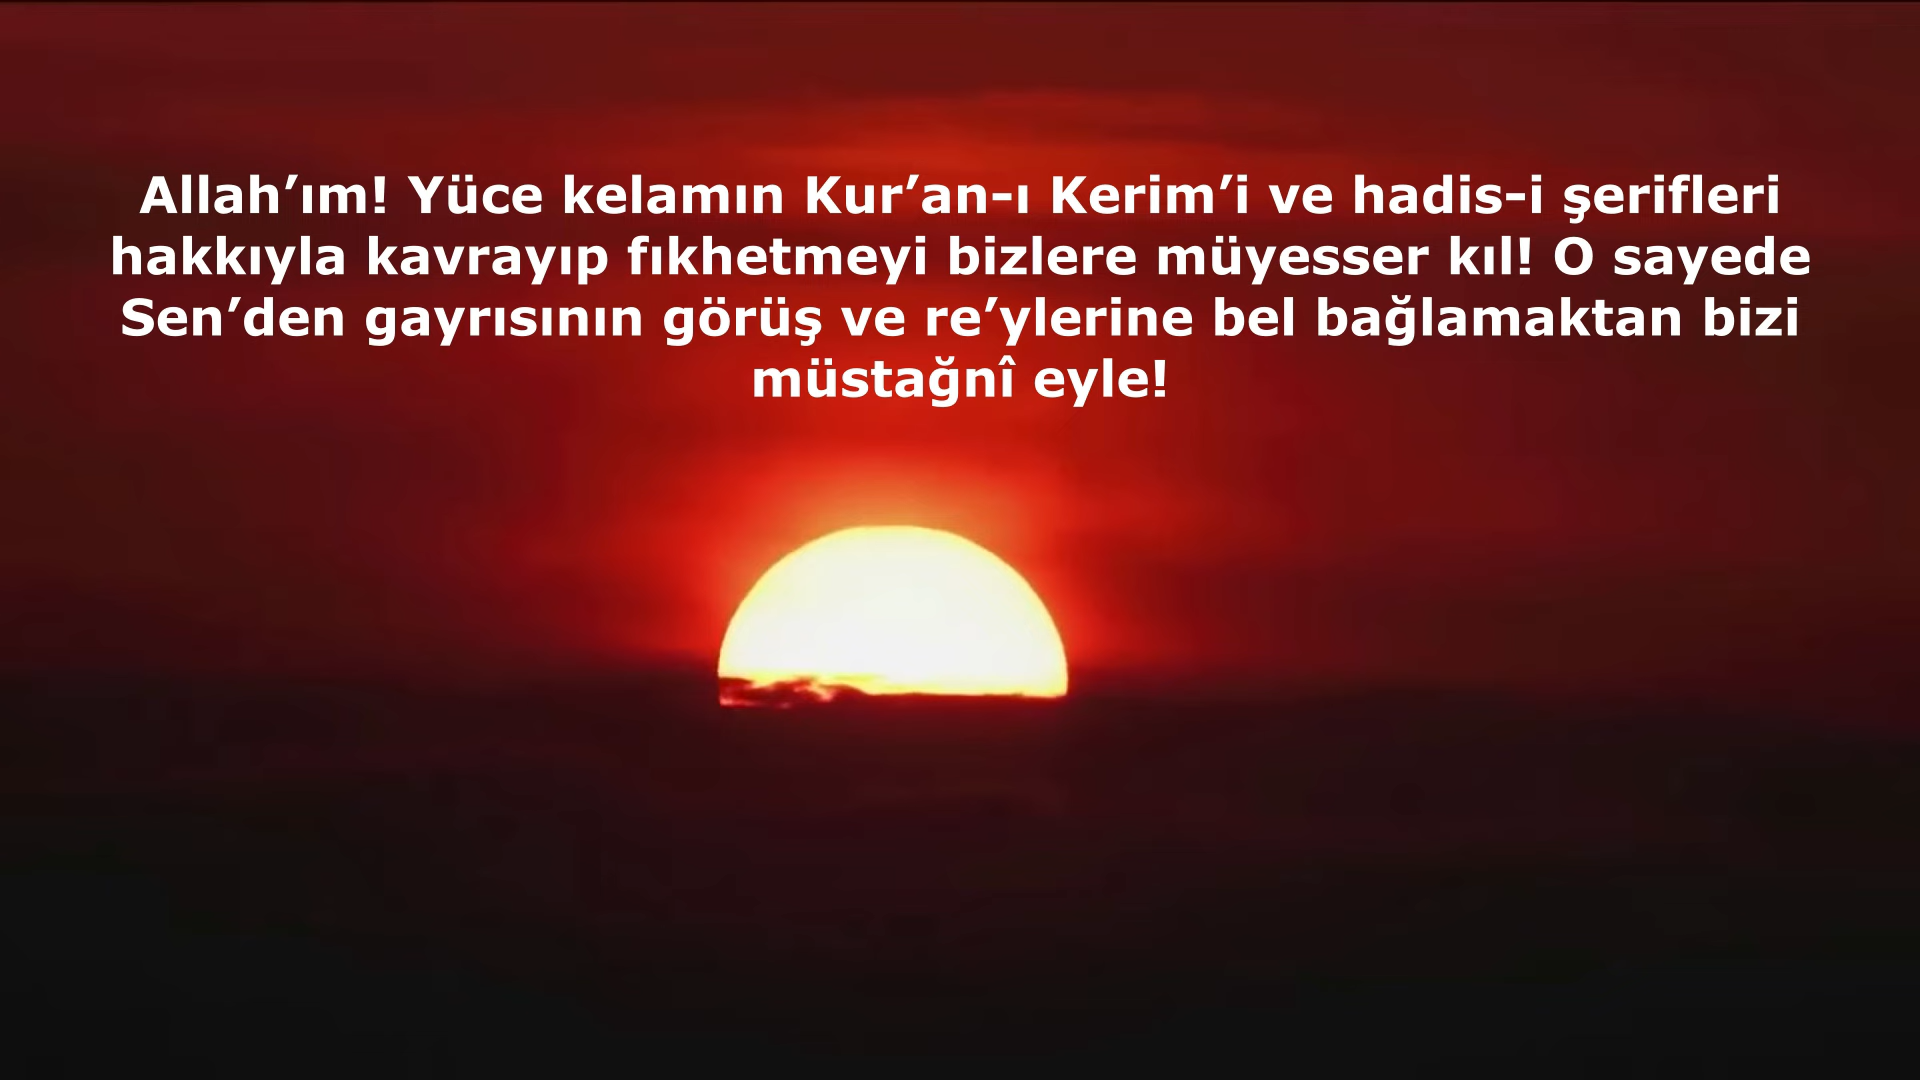 Allah’ım! Yüce kelamın Kur’an-ı Kerim’i ve hadis-i şerifleri
hakkıyla kavrayıp fıkhetmeyi bizlere müyesser kıl! O sayede
Sen’den gayrısının görüş ve re’ylerine bel bağlamaktan bizi
müstağnî eyle!